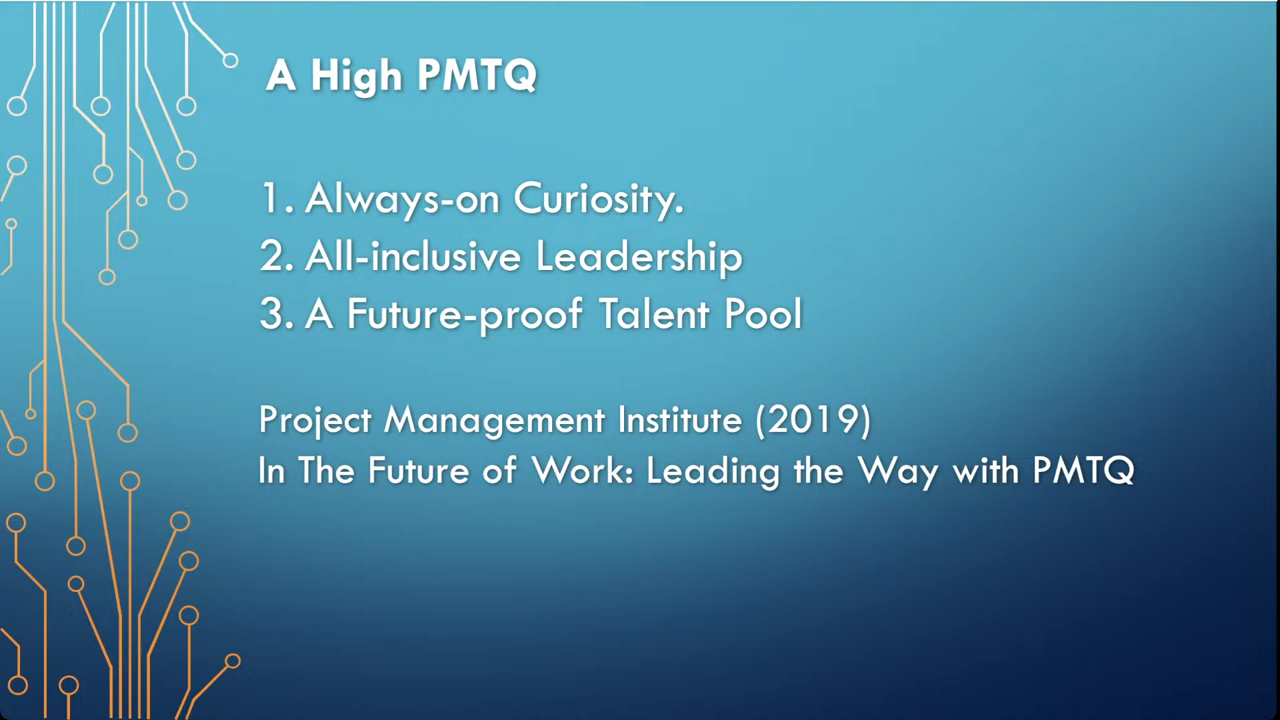 A High PMTQ
1. Always-on Curiosity.
2. All-inclusive Leadership
3. A Future-proof Talent Pool
Project Management Institute (2019)
In The Future of Work: Leading the Way with PMTQ